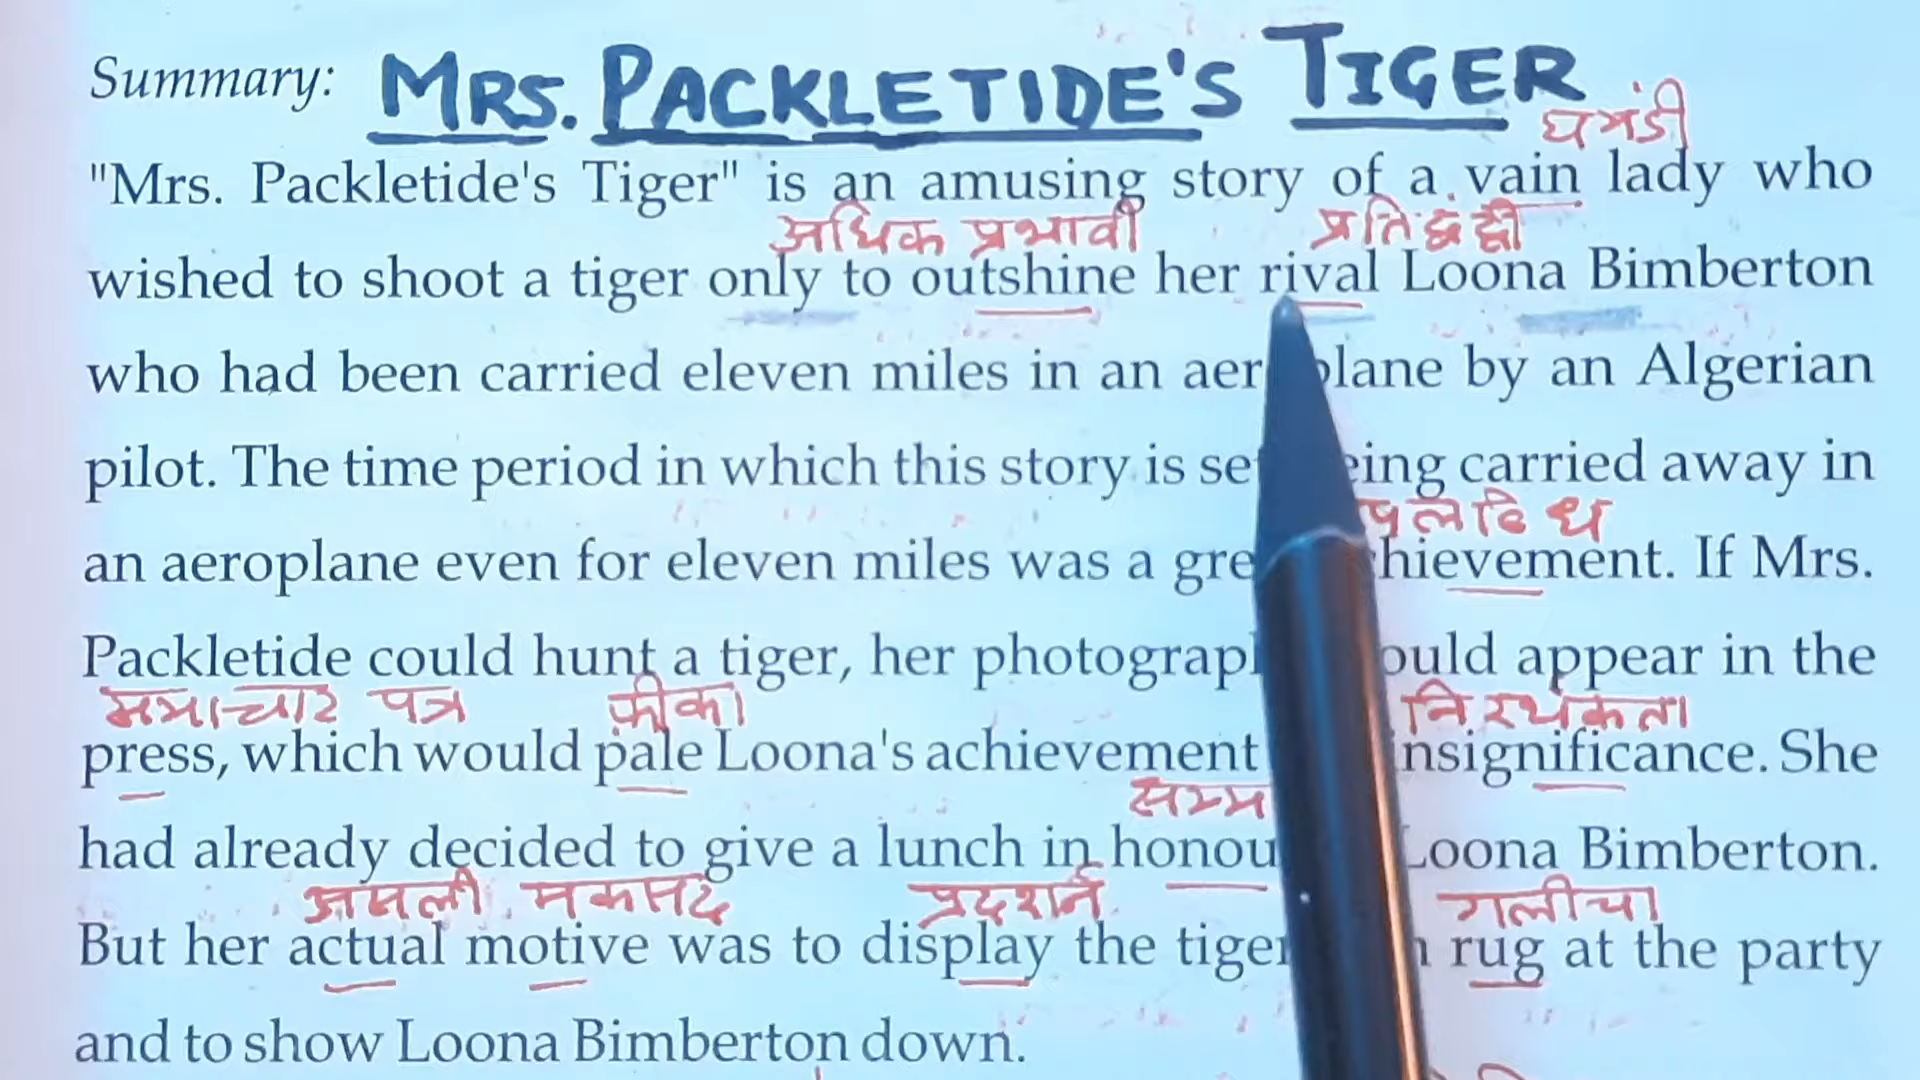 Summary: MRS. PACKLETIDE'S TIGER
घमंडी
"Mrs. Packletide's Tiger" is an amusing story of a vain lady who
अधिक प्रभावी प्रतिद्वंद्वी
wished to shoot a tiger only to outshine her rival Loona Bimberton
who had been carried eleven miles in an aer plane by an Algerian
pilot. The time period in which this story is se eing carried away in
पलब्धि
an aeroplane even for eleven miles was a gre hievement. If Mrs.
Packletide could hunt a tiger, her photograp ould appear in the
समाचार पत्र फीका निरर्थकता
press, which would pale Loona's achievement nsignificance. She
सम्म
had already decided to give a lunch in honou Loona Bimberton.
असली मकसद प्रदर्शन गलीचा
But her actual motive was to display the tiger rug at the party
and to show Loona Bimberton down.